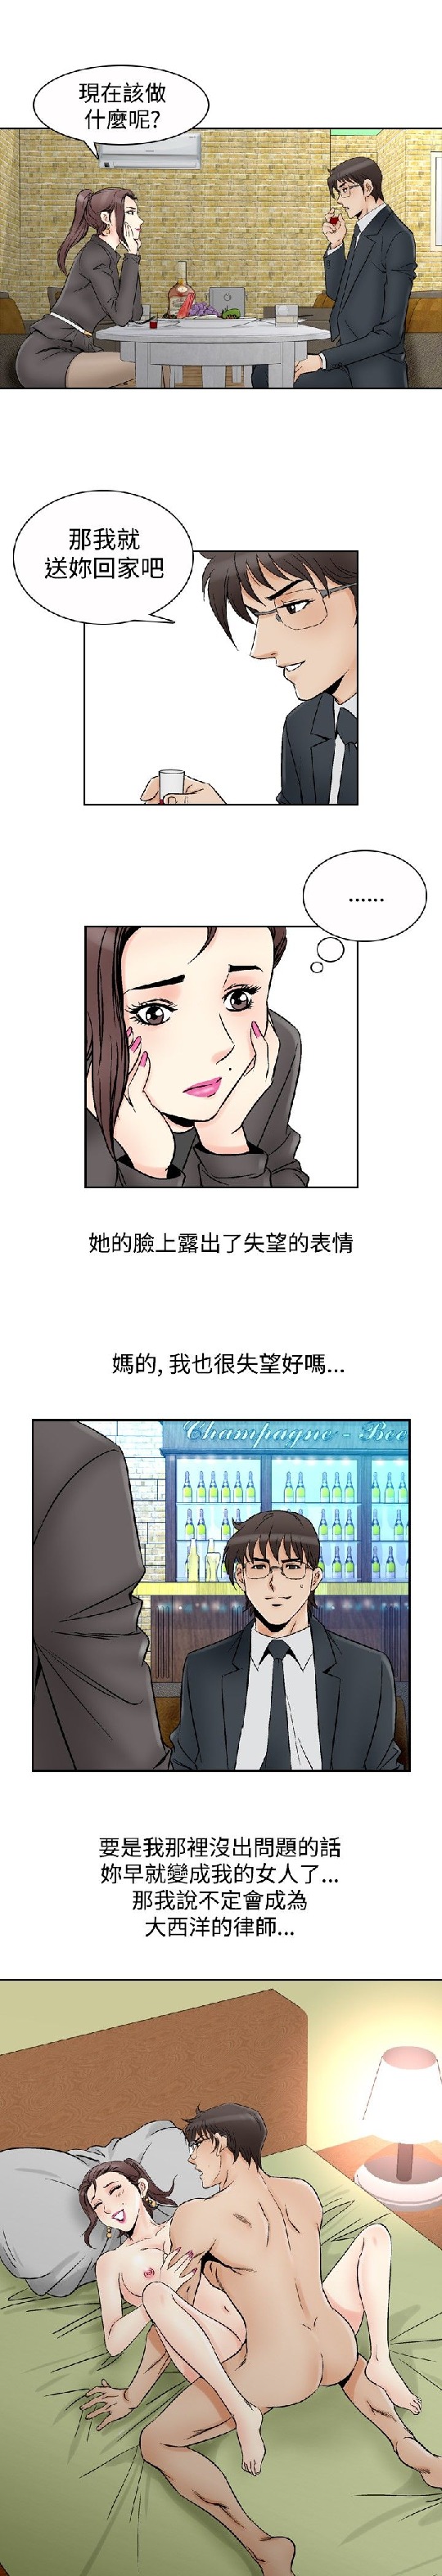 現在該做
什麼呢?
那我就
送妳回家吧
......
她的臉上露出了失望的表情
媽的, 我也很失望好嗎...
Champagne - Bee
要是我那裡沒出問題的話
妳早就變成我的女人了...
那我說不定會成為
大西洋的律師...